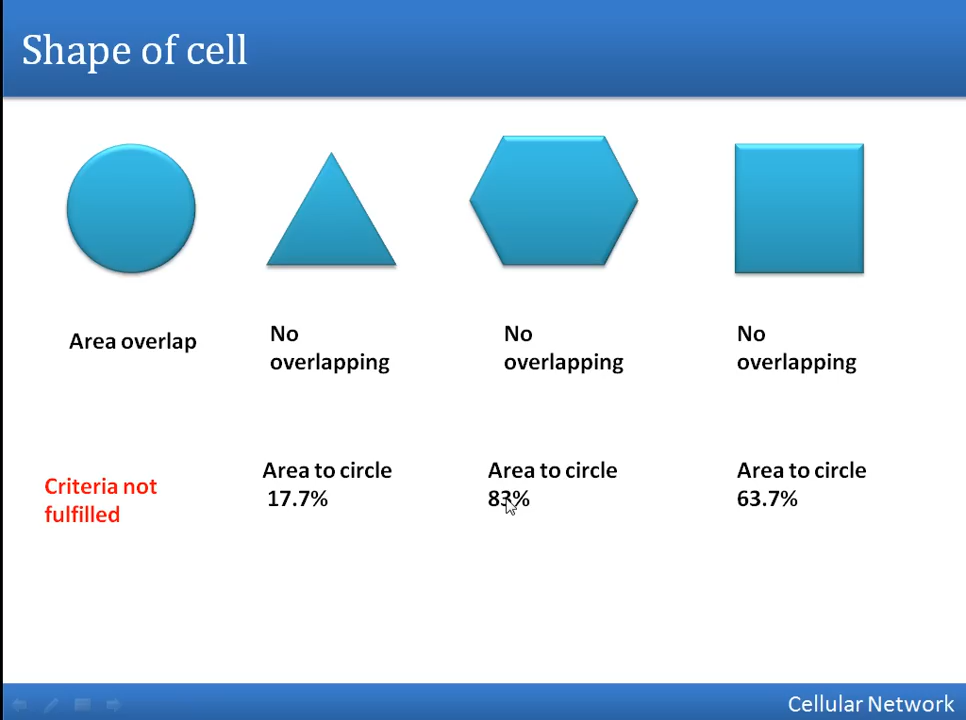 Shape of cell
Area overlap
No
overlapping
No
overlapping
No
overlapping
Criteria not
fulfilled
Area to circle
17.7%
Area to circle
83%
Area to circle
63.7%
Cellular Network